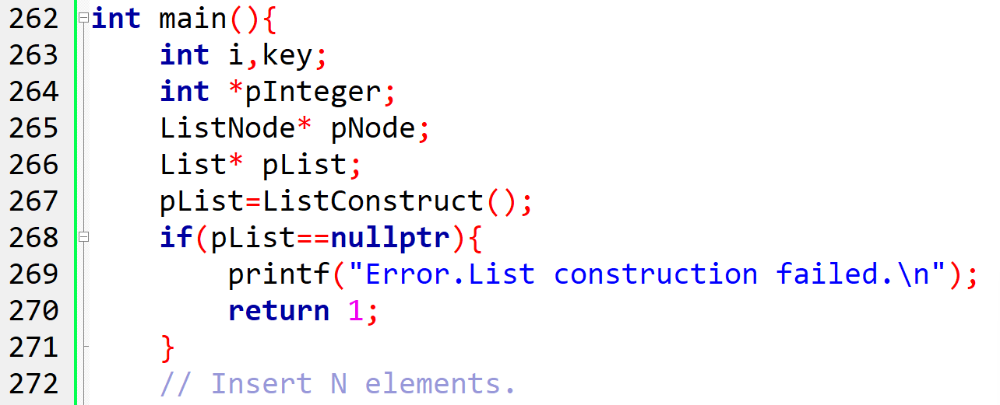 262 int main(){
263     int i,key;
264     int *pInteger;
265     ListNode* pNode;
266     List* pList;
267     pList=ListConstruct();
268     if(pList==nullptr){
269         printf("Error.List construction failed.\n");
270         return 1;
271     }
272     // Insert N elements.